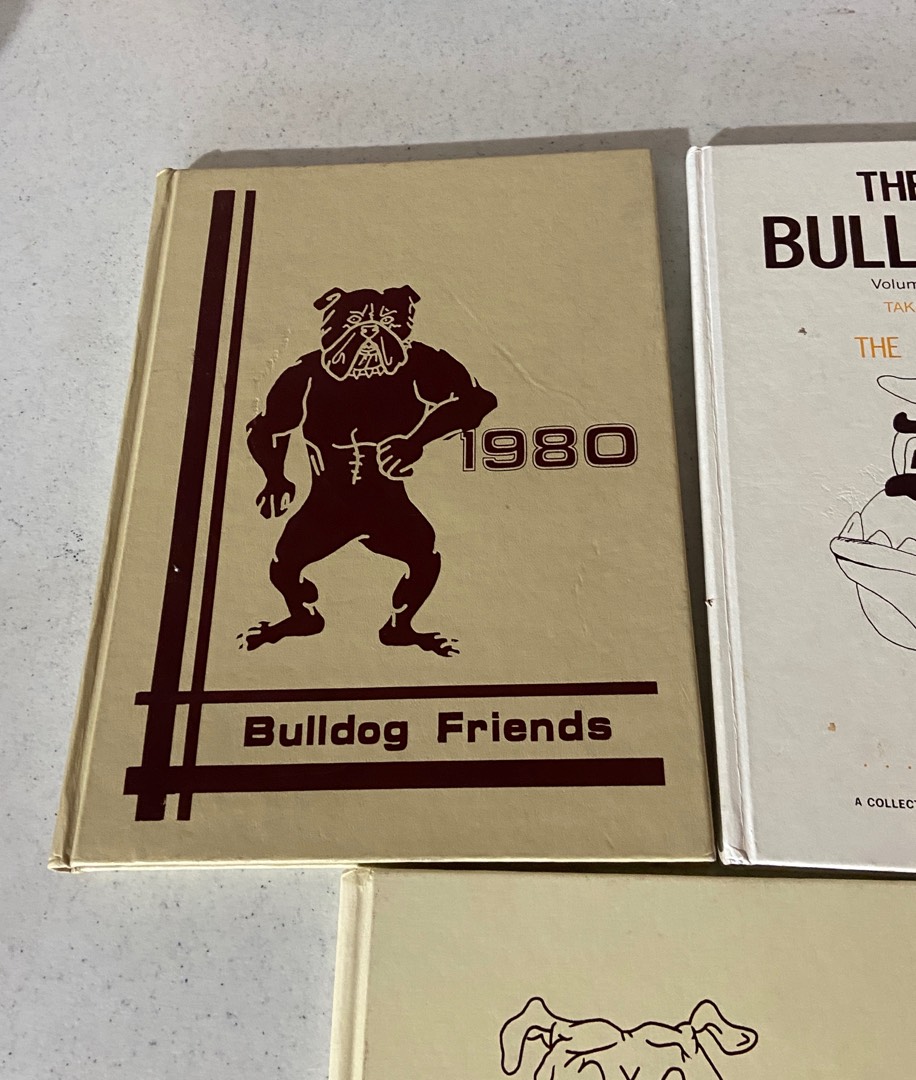 1980
Bulldog Friends
THE
BULL
Volum
TAK
THE
A COLLECT